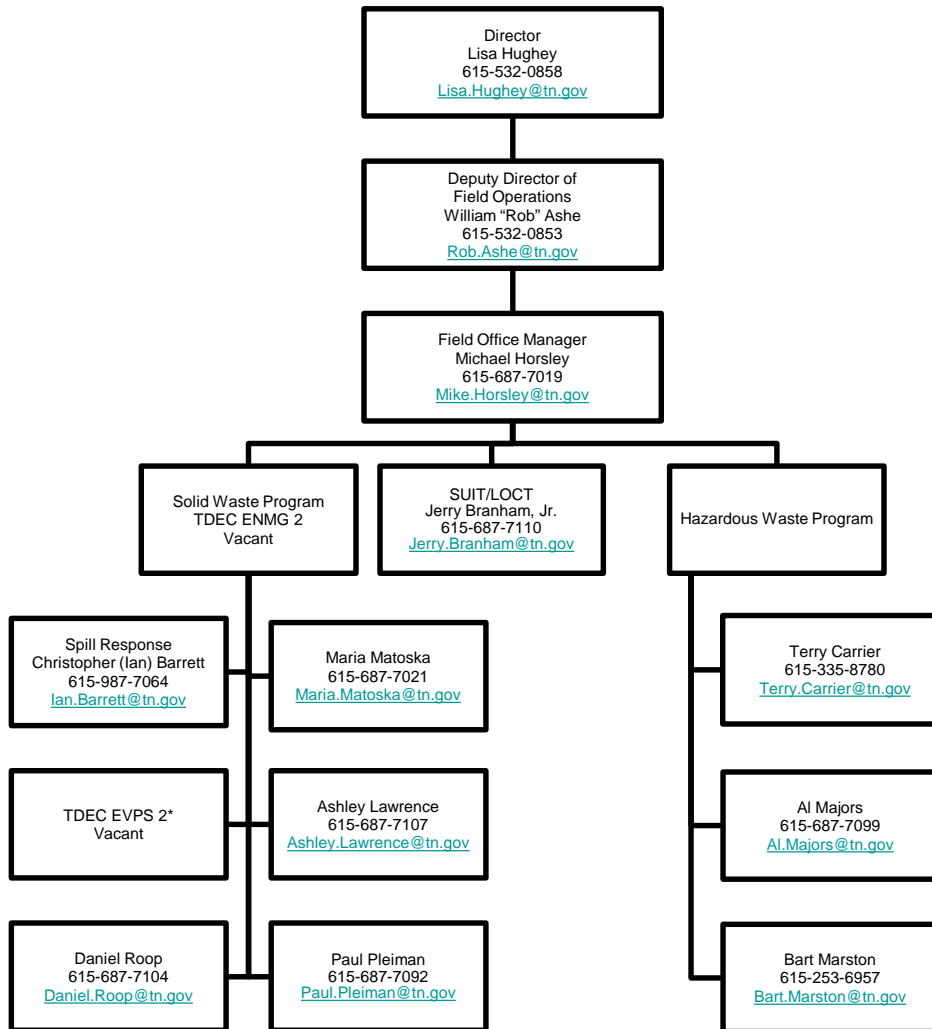 Director
Lisa Hughey
615-532-0858
Lisa.Hughey@tn.gov
Deputy Director of
Field Operations
William “Rob” Ashe
615-532-0853
Rob.Ashe@tn.gov
Field Office Manager
Michael Horsley
615-687-7019
Mike.Horsley@tn.gov
Solid Waste Program
TDEC ENMG 2
Vacant
SUIT/LOCT
Jerry Branham, Jr.
615-687-7110
Jerry.Branham@tn.gov
Hazardous Waste Program
Spill Response
Christopher (Ian) Barrett
615-987-7064
Ian.Barrett@tn.gov
Maria Matoska
615-687-7021
Maria.Matoska@tn.gov
Terry Carrier
615-335-8780
Terry.Carrier@tn.gov
TDEC EVPS 2*
Vacant
Ashley Lawrence
615-687-7107
Ashley.Lawrence@tn.gov
Al Majors
615-687-7099
Al.Majors@tn.gov
Daniel Roop
615-687-7104
Daniel.Roop@tn.gov
Paul Pleiman
615-687-7092
Paul.Pleiman@tn.gov
Bart Marston
615-253-6957
Bart.Marston@tn.gov